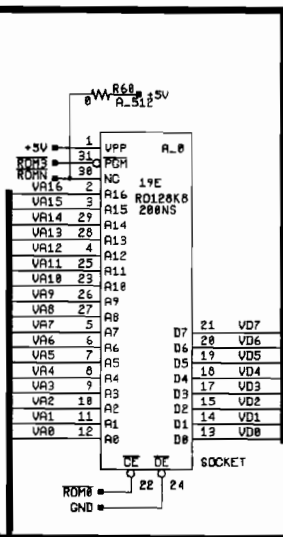 R60
0 A_512 +5V
+5V 1 VPP A_0
ROM3 31 PGM
ROMN 30 NC 19E
VA16 2 A16 RD128K8
VA15 3 A15 200NS
VA14 29 A14
VA13 28 A13
VA12 4 A12
VA11 25 A11
VA10 23 A10
VA9 26 A9
VA8 27 A8
VA7 5 A7 D7 21 VD7
VA6 6 A6 D6 20 VD6
VA5 7 A5 D5 19 VD5
VA4 8 A4 D4 18 VD4
VA3 9 A3 D3 17 VD3
VA2 10 A2 D2 15 VD2
VA1 11 A1 D1 14 VD1
VA0 12 A0 D0 13 VD0
CE OE SOCKET
ROM0 22 24
GND